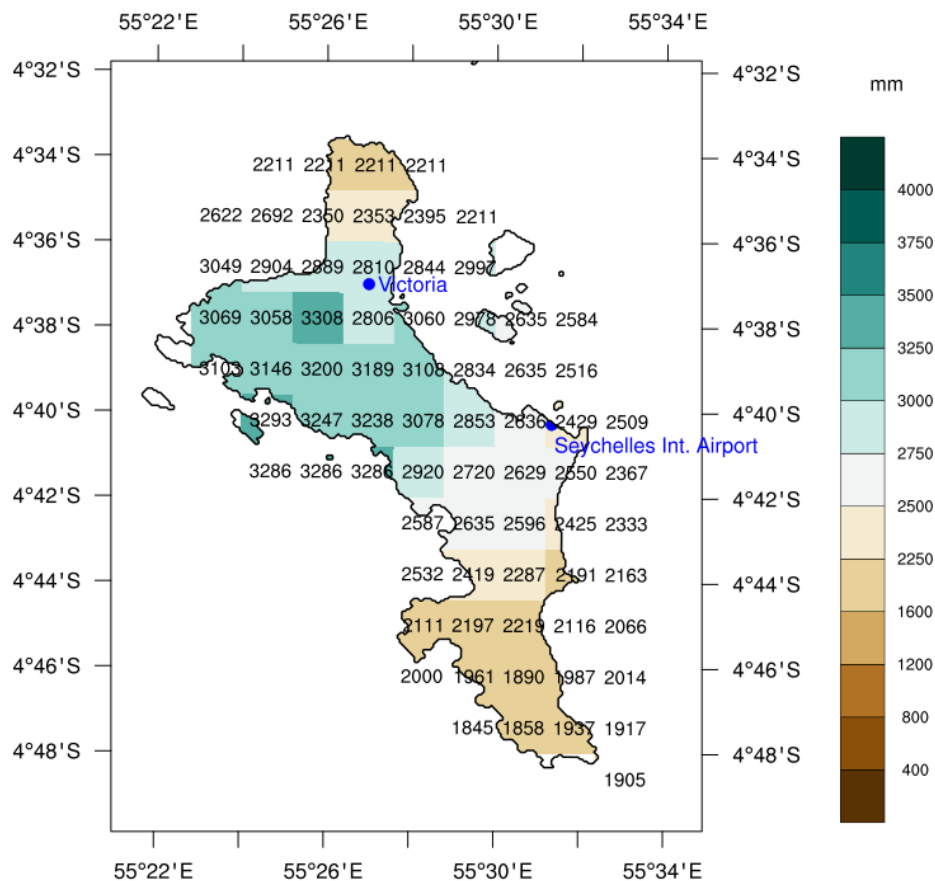 55°22'E 55°26'E 55°30'E 55°34'E
4°32'S 4°32'S
mm
4°34'S 4°34'S
2211 2211 2211 2211
4000
2622 2692 2350 2353 2395 2211
3750
4°36'S 4°36'S
3049 2904 2889 2810 2844 2997
Victoria
3500
3069 3058 3308 2806 3060 2978 2635 2584
4°38'S 4°38'S
3250
3103 3146 3200 3189 3108 2834 2635 2516
3000
4°40'S 4°40'S
3293 3247 3238 3078 2853 2836 2429 2509
Seychelles Int. Airport
2750
3286 3286 3286 2920 2720 2629 2550 2367
4°42'S 4°42'S
2500
2587 2635 2596 2425 2333
2250
4°44'S 4°44'S
2532 2419 2287 2191 2163
1600
2111 2197 2219 2116 2066
1200
4°46'S 4°46'S
2000 1961 1890 1987 2014
800
1845 1858 1937 1917
4°48'S 4°48'S
400
1905
55°22'E 55°26'E 55°30'E 55°34'E